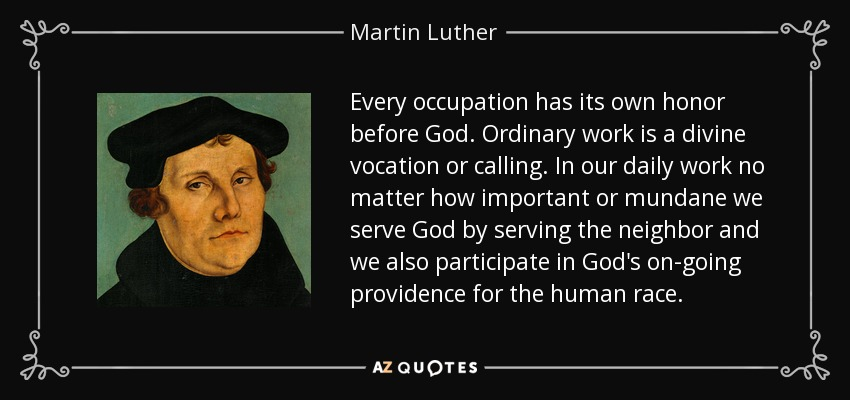 Martin Luther
Every occupation has its own honor
before God. Ordinary work is a divine
vocation or calling. In our daily work no
matter how important or mundane we
serve God by serving the neighbor and
we also participate in God's on-going
providence for the human race.
AZ QUOTES